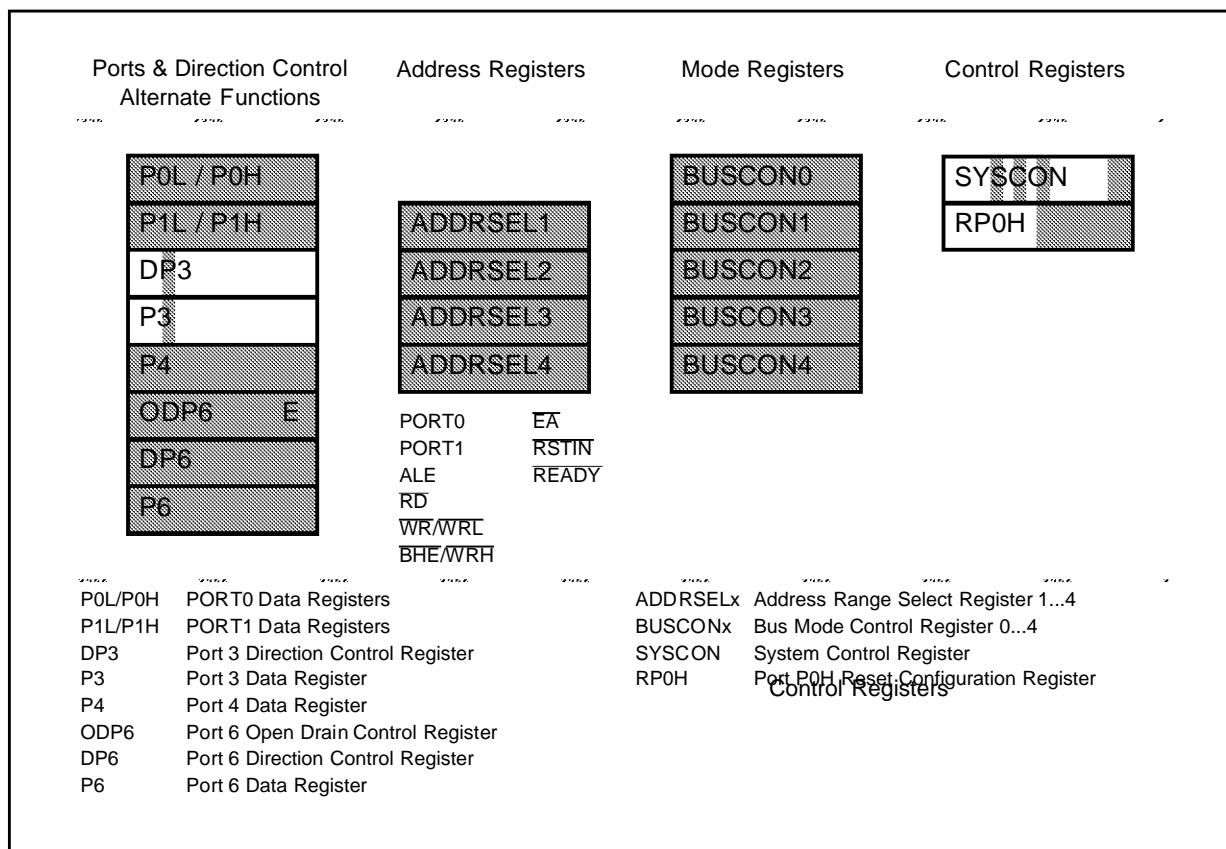 Ports & Direction Control
Alternate Functions
Address Registers
Mode Registers
Control Registers
P0L / P0H
P1L / P1H
DP3
P3
P4
ODP6 E
DP6
P6
ADDRSEL1
ADDRSEL2
ADDRSEL3
ADDRSEL4
PORT0 EA
PORT1 RSTIN
ALE READY
RD
WR/WRL
BHE/WRH
BUSCON0
BUSCON1
BUSCON2
BUSCON3
BUSCON4
SYSCON
RP0H
P0L/P0H PORT0 Data Registers
P1L/P1H PORT1 Data Registers
DP3 Port 3 Direction Control Register
P3 Port 3 Data Register
P4 Port 4 Data Register
ODP6 Port 6 Open Drain Control Register
DP6 Port 6 Direction Control Register
P6 Port 6 Data Register
ADDRSELx Address Range Select Register 1...4
BUSCONx Bus Mode Control Register 0...4
SYSCON System Control Register
RP0H Port P0H Reset Configuration Register
Control Registers